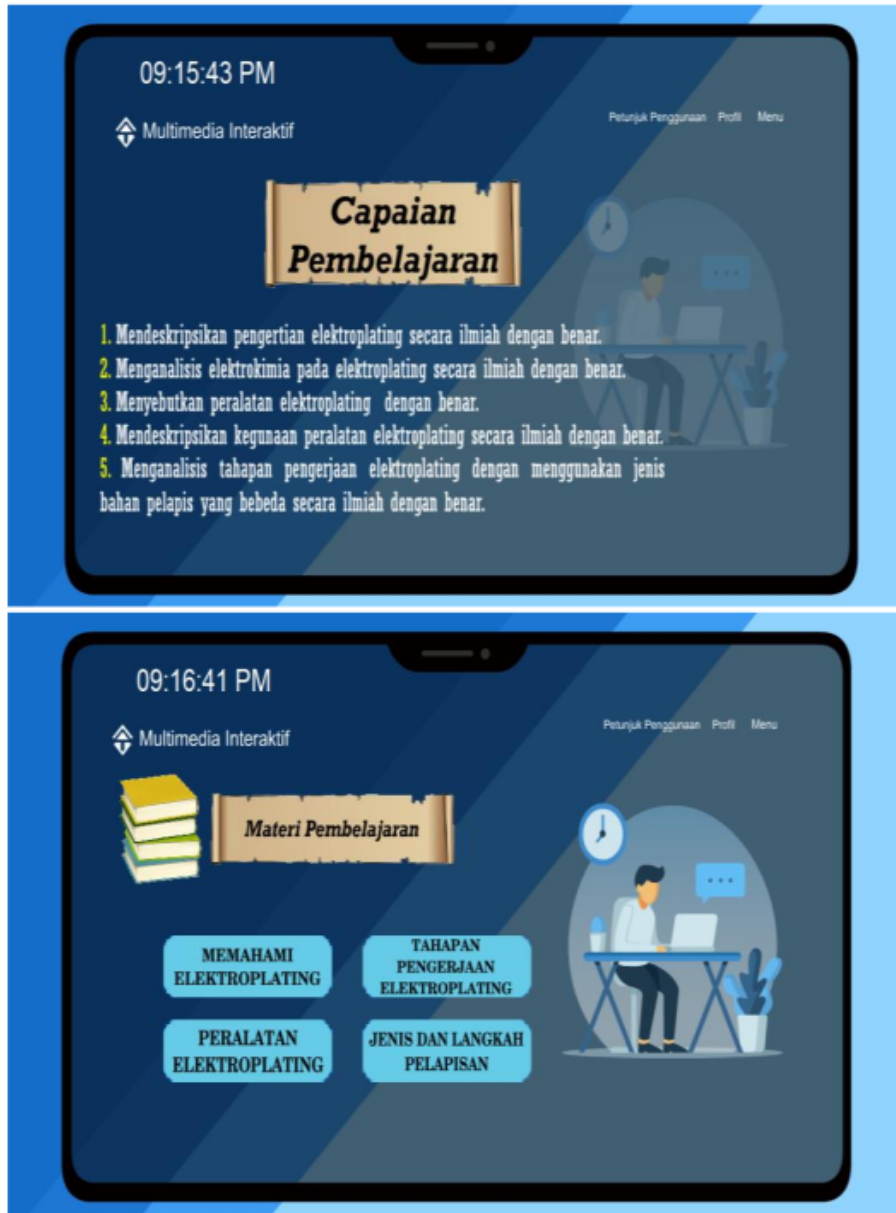 09:15:43 PM
Multimedia Interaktif
Petunjuk Penggunaan Profil Menu
Capaian
Pembelajaran
1. Mendeskripsikan pengertian elektroplating secara ilmiah dengan benar.
2. Menganalisis elektrokimia pada elektroplating secara ilmiah dengan benar.
3. Menyebutkan peralatan elektroplating dengan benar.
4. Mendeskripsikan kegunaan peralatan elektroplating secara ilmiah dengan benar.
5. Menganalisis tahapan pengerjaan elektroplating dengan menggunakan jenis
bahan pelapis yang bebeda secara ilmiah dengan benar.
09:16:41 PM
Multimedia Interaktif
Petunjuk Penggunaan Profil Menu
Materi Pembelajaran
MEMAHAMI
ELEKTROPLATING
TAHAPAN
PENGERJAAN
ELEKTROPLATING
PERALATAN
ELEKTROPLATING
JENIS DAN LANGKAH
PELAPISAN